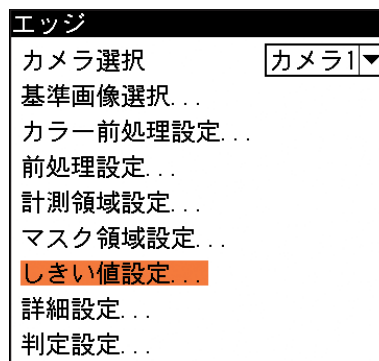 エッジ
カメラ選択 カメラ1▼
基準画像選択...
カラー前処理設定...
前処理設定...
計測領域設定...
マスク領域設定...
しきい値設定...
詳細設定...
判定設定...